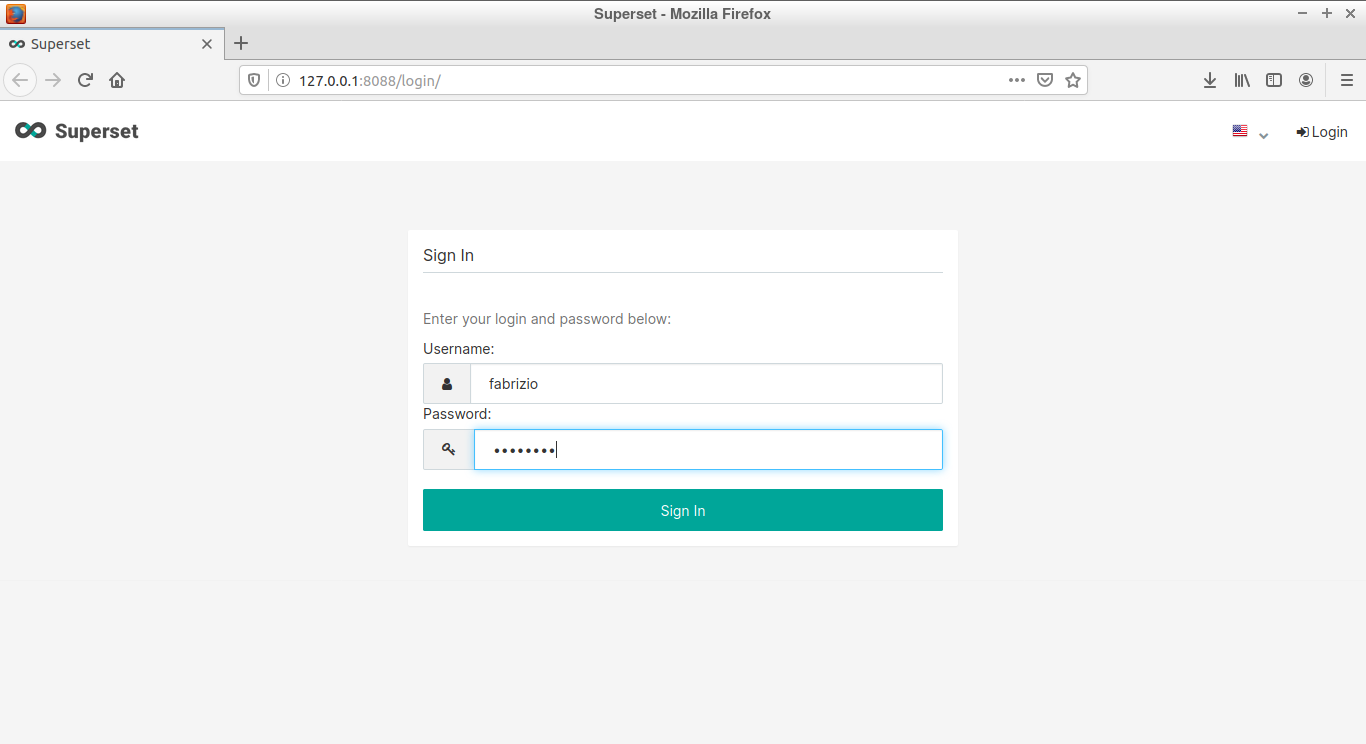 Superset - Mozilla Firefox
Superset
127.0.0.1:8088/login/
Superset
Login
Sign In
Enter your login and password below:
Username:
fabrizio
Password:
••••••••
Sign In